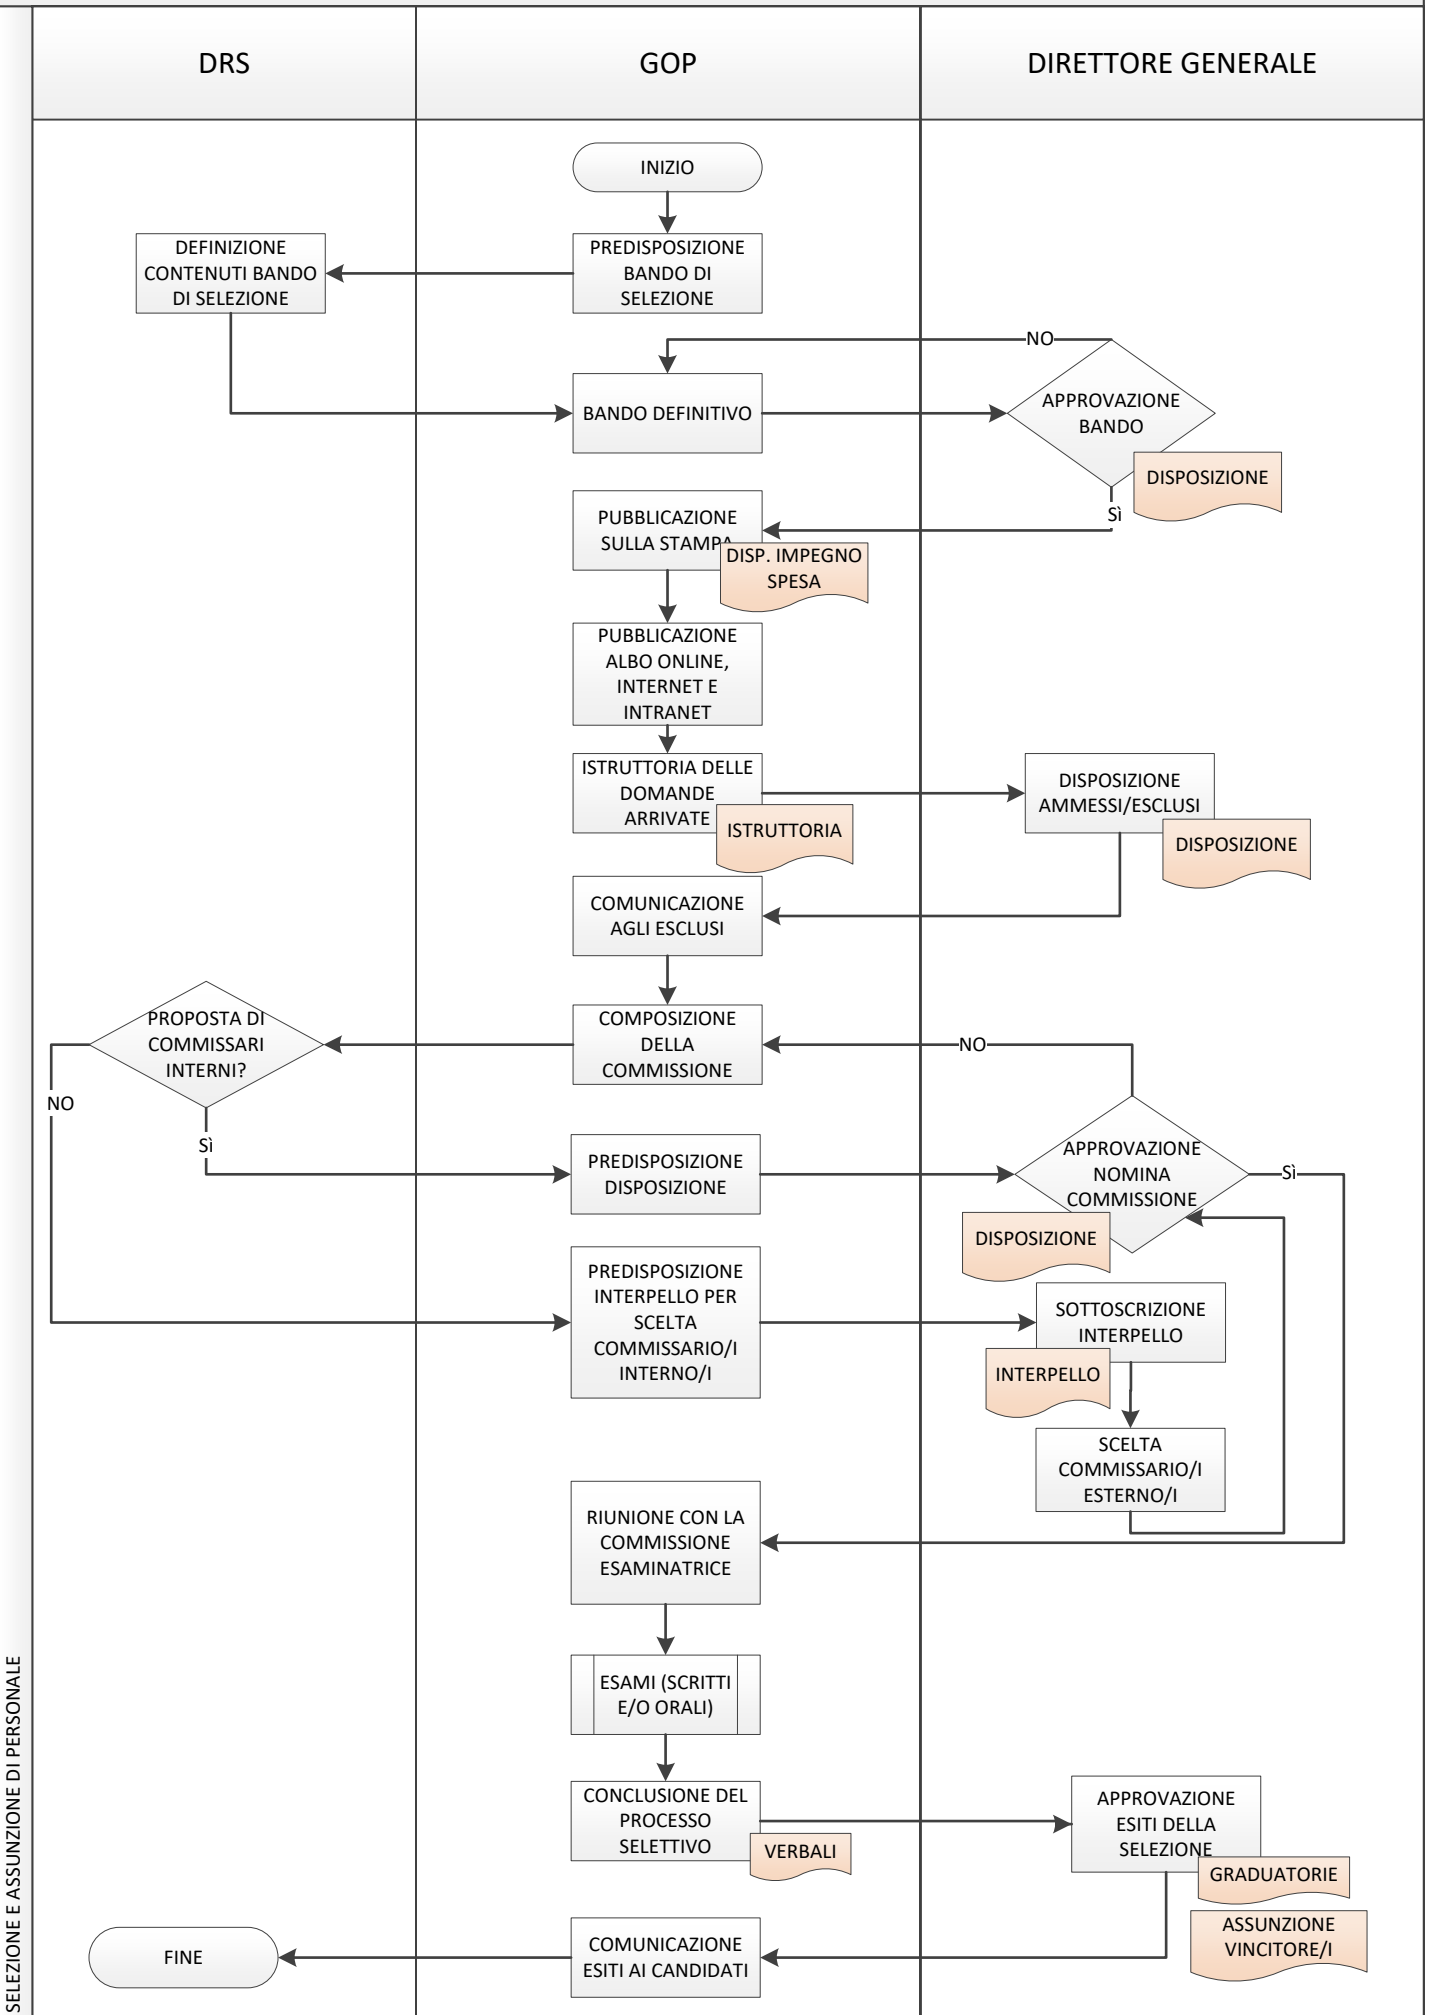 DRS
GOP
DIRETTORE GENERALE
INIZIO
DEFINIZIONE
CONTENUTI BANDO
DI SELEZIONE
PREDISPOSIZIONE
BANDO DI
SELEZIONE
NO
BANDO DEFINITIVO
APPROVAZIONE
BANDO
DISPOSIZIONE
Sì
PUBBLICAZIONE
SULLA STAMPA
DISP. IMPEGNO
SPESA
PUBBLICAZIONE
ALBO ONLINE,
INTERNET E
INTRANET
ISTRUTTORIA DELLE
DOMANDE
ARRIVATE
ISTRUTTORIA
DISPOSIZIONE
AMMESSI/ESCLUSI
DISPOSIZIONE
COMUNICAZIONE
AGLI ESCLUSI
PROPOSTA DI
COMMISSARI
INTERNI?
COMPOSIZIONE
DELLA
COMMISSIONE
NO
NO
Sì
PREDISPOSIZIONE
DISPOSIZIONE
APPROVAZIONE
NOMINA
COMMISSIONE
Sì
DISPOSIZIONE
PREDISPOSIZIONE
INTERPELLO PER
SCELTA
COMMISSARIO/I
INTERNO/I
SOTTOSCRIZIONE
INTERPELLO
INTERPELLO
SCELTA
COMMISSARIO/I
ESTERNO/I
RIUNIONE CON LA
COMMISSIONE
ESAMINATRICE
ESAMI (SCRITTI
E/O ORALI)
CONCLUSIONE DEL
PROCESSO
SELETTIVO
VERBALI
APPROVAZIONE
ESITI DELLA
SELEZIONE
GRADUATORIE
ASSUNZIONE
VINCITORE/I
COMUNICAZIONE
ESITI AI CANDIDATI
FINE
SELEZIONE E ASSUNZIONE DI PERSONALE